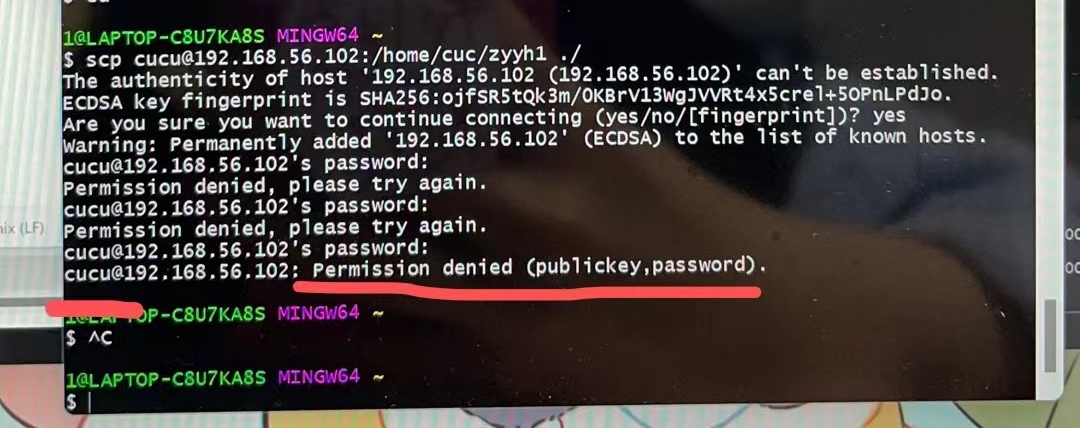 1@LAPTOP-C8U7KA8S MINGW64 ~
$ scp cucu@192.168.56.102:/home/cuc/zyyh1 ./
The authenticity of host '192.168.56.102 (192.168.56.102)' can't be established.
ECDSA key fingerprint is SHA256:ojfSR5tQk3m/OKBrV13WgJVVRt4x5crel+5OPnLPdJo.
Are you sure you want to continue connecting (yes/no/[fingerprint])? yes
Warning: Permanently added '192.168.56.102' (ECDSA) to the list of known hosts.
cucu@192.168.56.102's password:
Permission denied, please try again.
cucu@192.168.56.102's password:
Permission denied, please try again.
nix (LF)
cucu@192.168.56.102's password:
cucu@192.168.56.102: Permission denied (publickey,password).
1@LAPTOP-C8U7KA8S MINGW64 ~
$ ^C
1@LAPTOP-C8U7KA8S MINGW64 ~
$